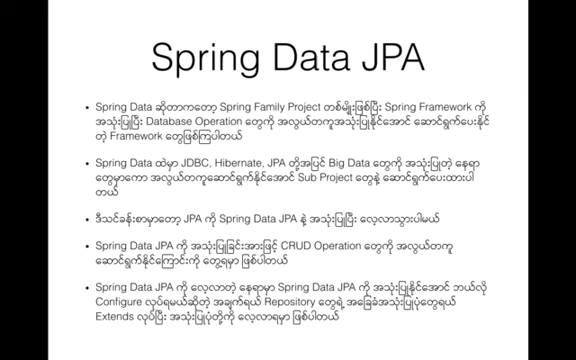 Spring Data JPA
• Spring Data ဆိုတာကတော့ Spring Family Project တစ်မျိုးဖြစ်ပြီး Spring Framework ကို
အသုံးပြုပြီး Database Operation တွေကို အလွယ်တကူအသုံးပြုနိုင်အောင် ဆောင်ရွက်ပေးနိုင်
တဲ့ Framework တွေဖြစ်ကြပါတယ်
• Spring Data ထဲမှာ JDBC, Hibernate, JPA တို့အပြင် Big Data တွေကို အသုံးပြုတဲ့ နေရာ
တွေမှာကော အလွယ်တကူဆောင်ရွက်နိုင်အောင် Sub Project တွေနဲ့ ဆောင်ရွက်ပေးထားပါ
တယ်
• ဒီသင်ခန်းစာမှာတော့ JPA ကို Spring Data JPA နဲ့ အသုံးပြုပြီး လေ့လာသွားပါမယ်
• Spring Data JPA ကို အသုံးပြုခြင်းအားဖြင့် CRUD Operation တွေကို အလွယ်တကူ
ဆောင်ရွက်နိုင်ကြောင်းကို တွေ့ရမှာ ဖြစ်ပါတယ်
• Spring Data JPA ကို လေ့လာတဲ့ နေရာမှာ Spring Data JPA ကို အသုံးပြုနိုင်အောင် ဘယ်လို
Configure လုပ်ရမယ်ဆိုတဲ့ အချက်ရယ် Repository တွေရဲ့ အခြေခံအသုံးပြုပုံတွေရယ်
Extends လုပ်ပြီး အသုံးပြုပုံတို့ကို လေ့လာရမှာ ဖြစ်ပါတယ်